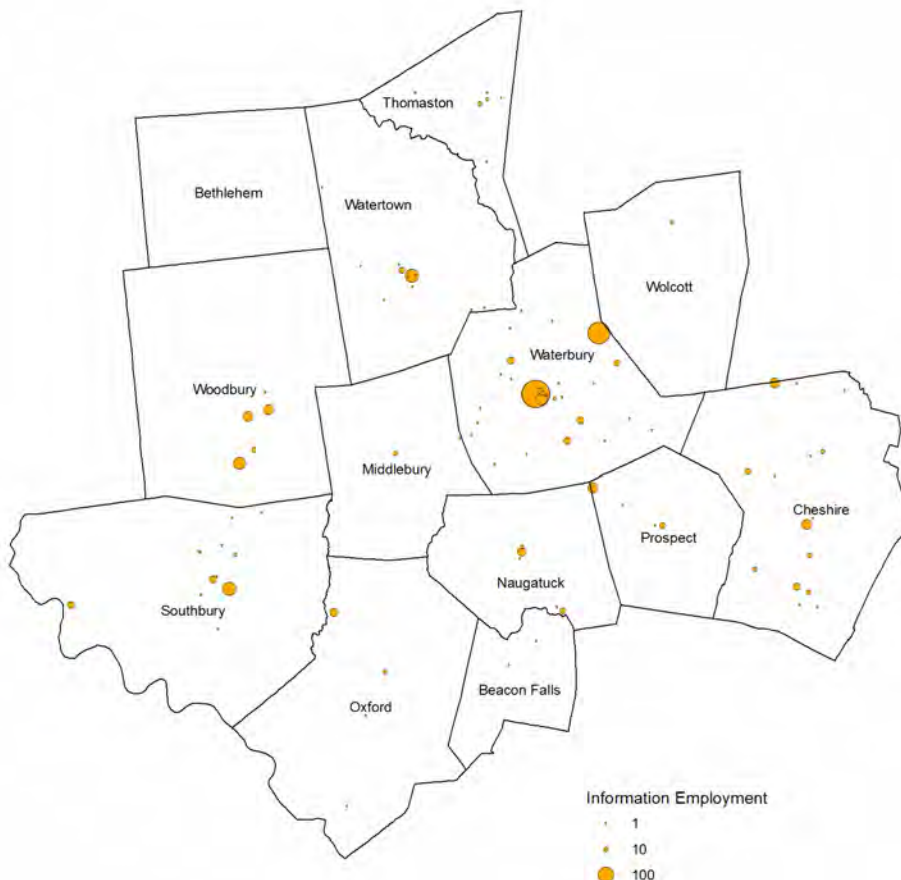 Thomaston
Bethlehem
Watertown
Wolcott
Waterbury
Woodbury
Middlebury
Cheshire
Prospect
Naugatuck
Southbury
Beacon Falls
Oxford
Information Employment
1
10
100